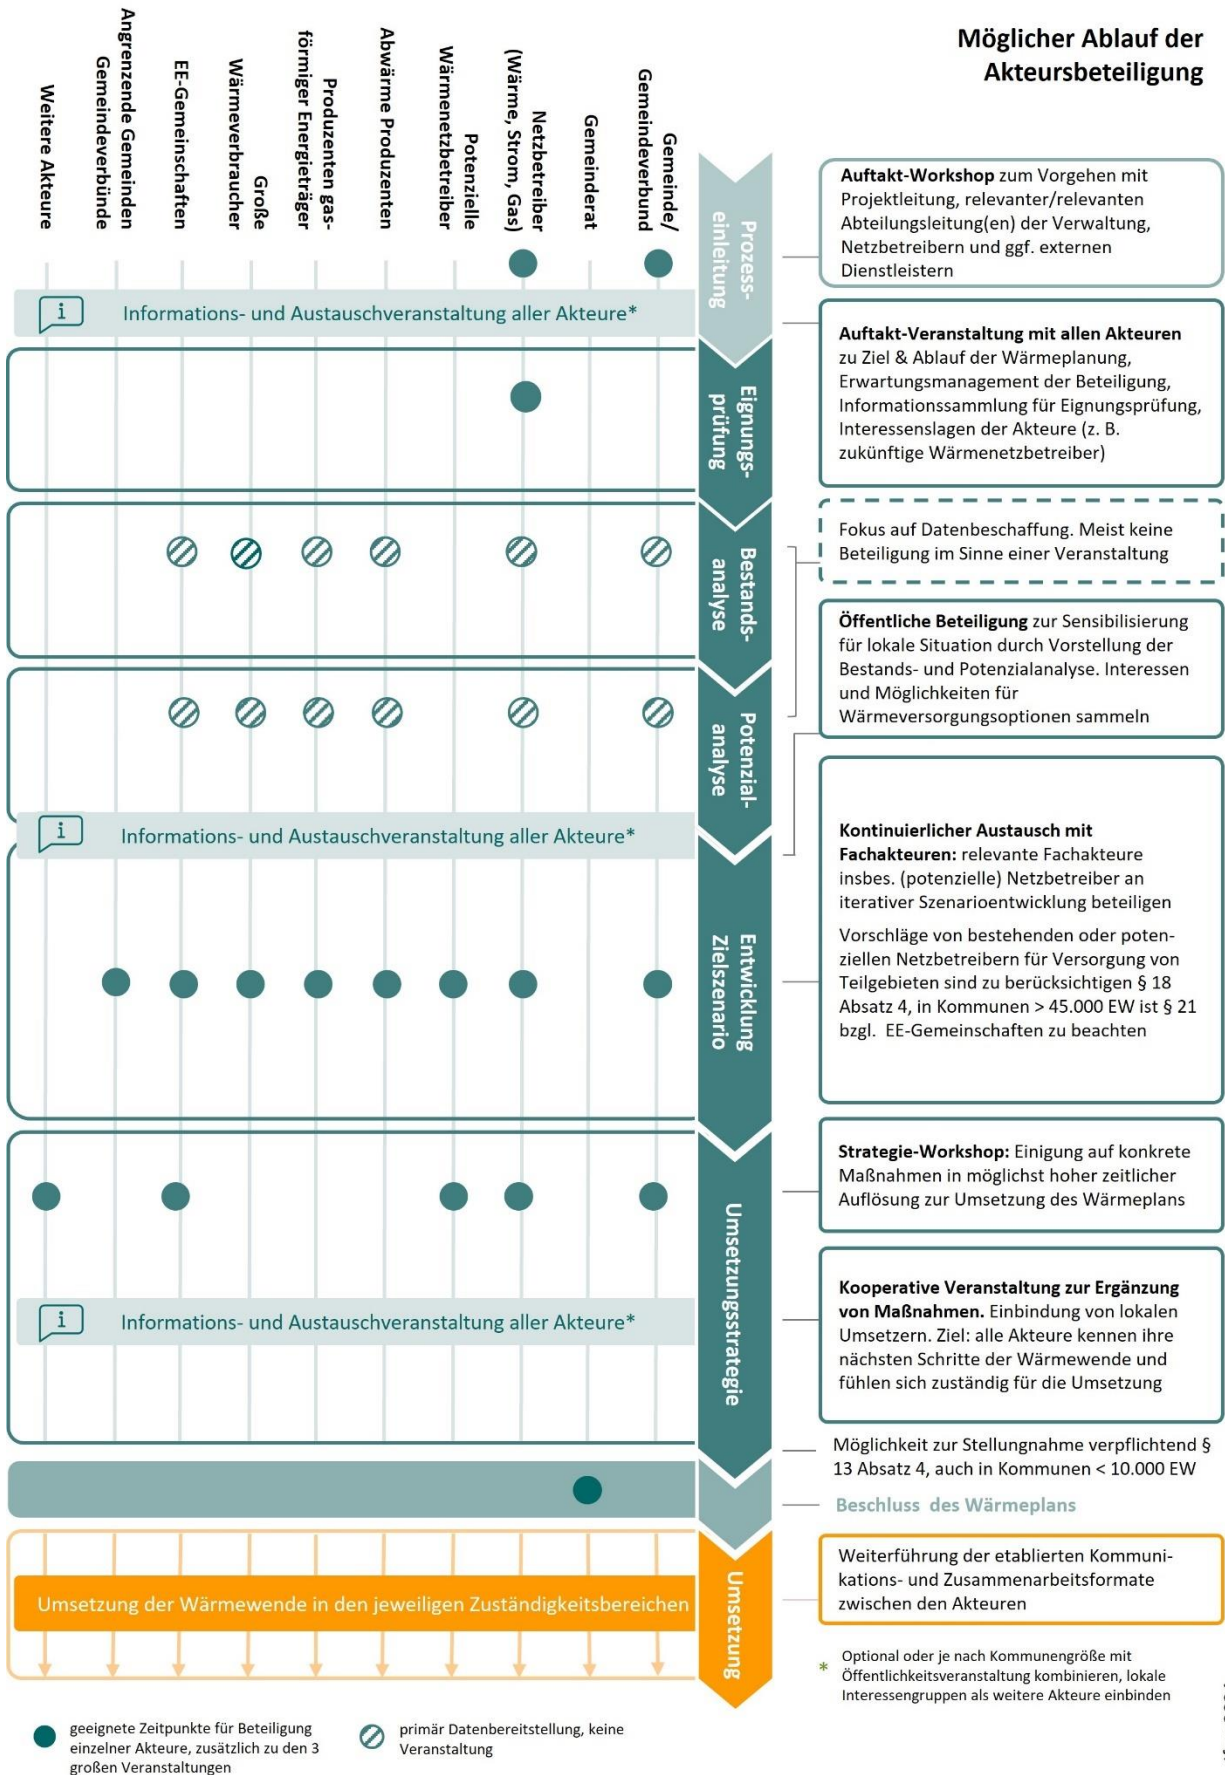 Möglicher Ablauf der
Akteursbeteiligung
Weitere Akteure
Angrenzende Gemeinden
Gemeindeverbünde
EE-Gemeinschaften
Große
Wärmeverbraucher
Produzenten gas-
förmiger Energieträger
Abwärme Produzenten
Potenzielle
Wärmenetzbetreiber
Netzbetreiber
(Wärme, Strom, Gas)
Gemeinderat
Gemeinde/
Gemeindeverbund
Prozess-
einleitung
Auftakt-Workshop zum Vorgehen mit
Projektleitung, relevanter/relevanten
Abteilungsleitung(en) der Verwaltung,
Netzbetreibern und ggf. externen
Dienstleistern
i
Informations- und Austauschveranstaltung aller Akteure*
Auftakt-Veranstaltung mit allen Akteuren
zu Ziel & Ablauf der Wärmeplanung,
Erwartungsmanagement der Beteiligung,
Informationssammlung für Eignungsprüfung,
Interessenslagen der Akteure (z. B.
zukünftige Wärmenetzbetreiber)
Eignungs-
prüfung
Bestands-
analyse
Fokus auf Datenbeschaffung. Meist keine
Beteiligung im Sinne einer Veranstaltung
Öffentliche Beteiligung zur Sensibilisierung
für lokale Situation durch Vorstellung der
Bestands- und Potenzialanalyse. Interessen
und Möglichkeiten für
Wärmeversorgungsoptionen sammeln
Potenzial-
analyse
i
Informations- und Austauschveranstaltung aller Akteure*
Entwicklung
Zielszenario
Kontinuierlicher Austausch mit
Fachakteuren: relevante Fachakteure
insbes. (potenzielle) Netzbetreiber an
iterativer Szenarioentwicklung beteiligen
Vorschläge von bestehenden oder poten-
ziellen Netzbetreibern für Versorgung von
Teilgebieten sind zu berücksichtigen § 18
Absatz 4, in Kommunen > 45.000 EW ist § 21
bzgl. EE-Gemeinschaften zu beachten
Umsetzungsstrategie
Strategie-Workshop: Einigung auf konkrete
Maßnahmen in möglichst hoher zeitlicher
Auflösung zur Umsetzung des Wärmeplans
i
Informations- und Austauschveranstaltung aller Akteure*
Kooperative Veranstaltung zur Ergänzung
von Maßnahmen. Einbindung von lokalen
Umsetzern. Ziel: alle Akteure kennen ihre
nächsten Schritte der Wärmewende und
fühlen sich zuständig für die Umsetzung
Möglichkeit zur Stellungnahme verpflichtend §
13 Absatz 4, auch in Kommunen < 10.000 EW
Beschluss des Wärmeplans
Umsetzung der Wärmewende in den jeweiligen Zuständigkeitsbereichen
Umsetzung
Weiterführung der etablierten Kommuni-
kations- und Zusammenarbeitsformate
zwischen den Akteuren
* Optional oder je nach Kommunengröße mit
Öffentlichkeitsveranstaltung kombinieren, lokale
Interessengruppen als weitere Akteure einbinden
geeignete Zeitpunkte für Beteiligung
einzelner Akteure, zusätzlich zu den 3
großen Veranstaltungen
primär Datenbereitstellung, keine
Veranstaltung